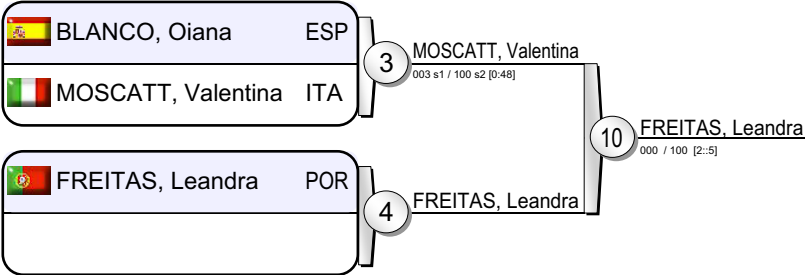 BLANCO, Oiana ESP
MOSCATT, Valentina ITA
3
MOSCATT, Valentina
003 s1 / 100 s2 [0:48]
FREITAS, Leandra POR
4
FREITAS, Leandra
10
FREITAS, Leandra
000 / 100 [2::5]